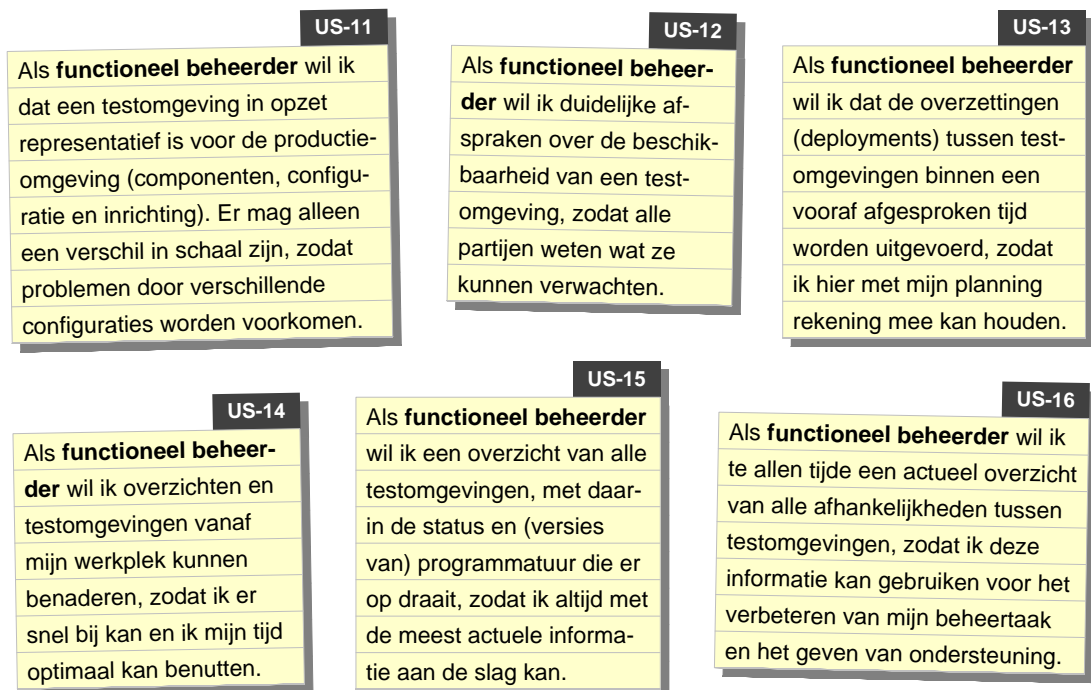 US-11
Als functioneel beheerder wil ik
dat een testomgeving in opzet
representatief is voor de productie-
omgeving (componenten, configu-
ratie en inrichting). Er mag alleen
een verschil in schaal zijn, zodat
problemen door verschillende
configuraties worden voorkomen.
US-12
Als functioneel beheer-
der wil ik duidelijke af-
spraken over de beschik-
baarheid van een test-
omgeving, zodat alle
partijen weten wat ze
kunnen verwachten.
US-13
Als functioneel beheerder
wil ik dat de overzettingen
(deployments) tussen test-
omgevingen binnen een
vooraf afgesproken tijd
worden uitgevoerd, zodat
ik hier met mijn planning
rekening mee kan houden.
US-14
Als functioneel beheer-
der wil ik overzichten en
testomgevingen vanaf
mijn werkplek kunnen
benaderen, zodat ik er
snel bij kan en ik mijn tijd
optimaal kan benutten.
US-15
Als functioneel beheerder
wil ik een overzicht van alle
testomgevingen, met daar-
in de status en (versies
van) programmatuur die er
op draait, zodat ik altijd met
de meest actuele informa-
tie aan de slag kan.
US-16
Als functioneel beheerder wil ik
te allen tijde een actueel overzicht
van alle afhankelijkheden tussen
testomgevingen, zodat ik deze
informatie kan gebruiken voor het
verbeteren van mijn beheertaak
en het geven van ondersteuning.